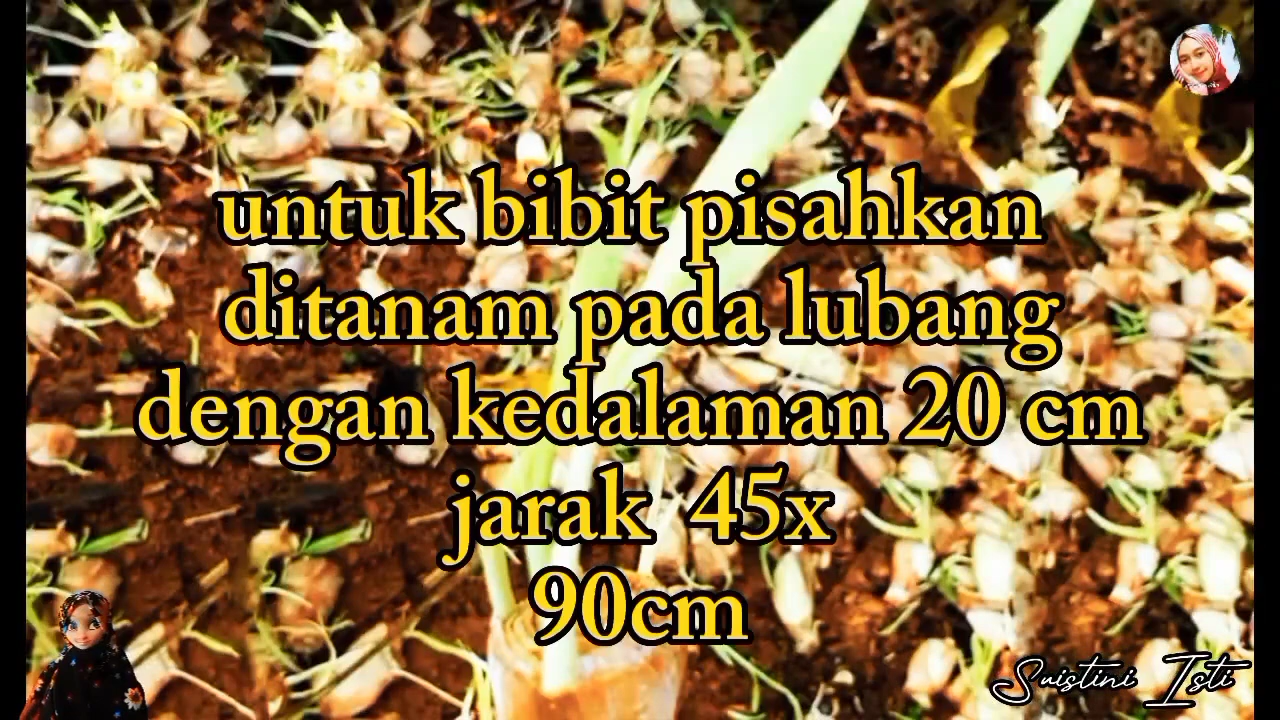 untuk bibit pisahkan
ditanam pada lubang
dengan kedalaman 20 cm
jarak 45x
90cm
Suistini Isti